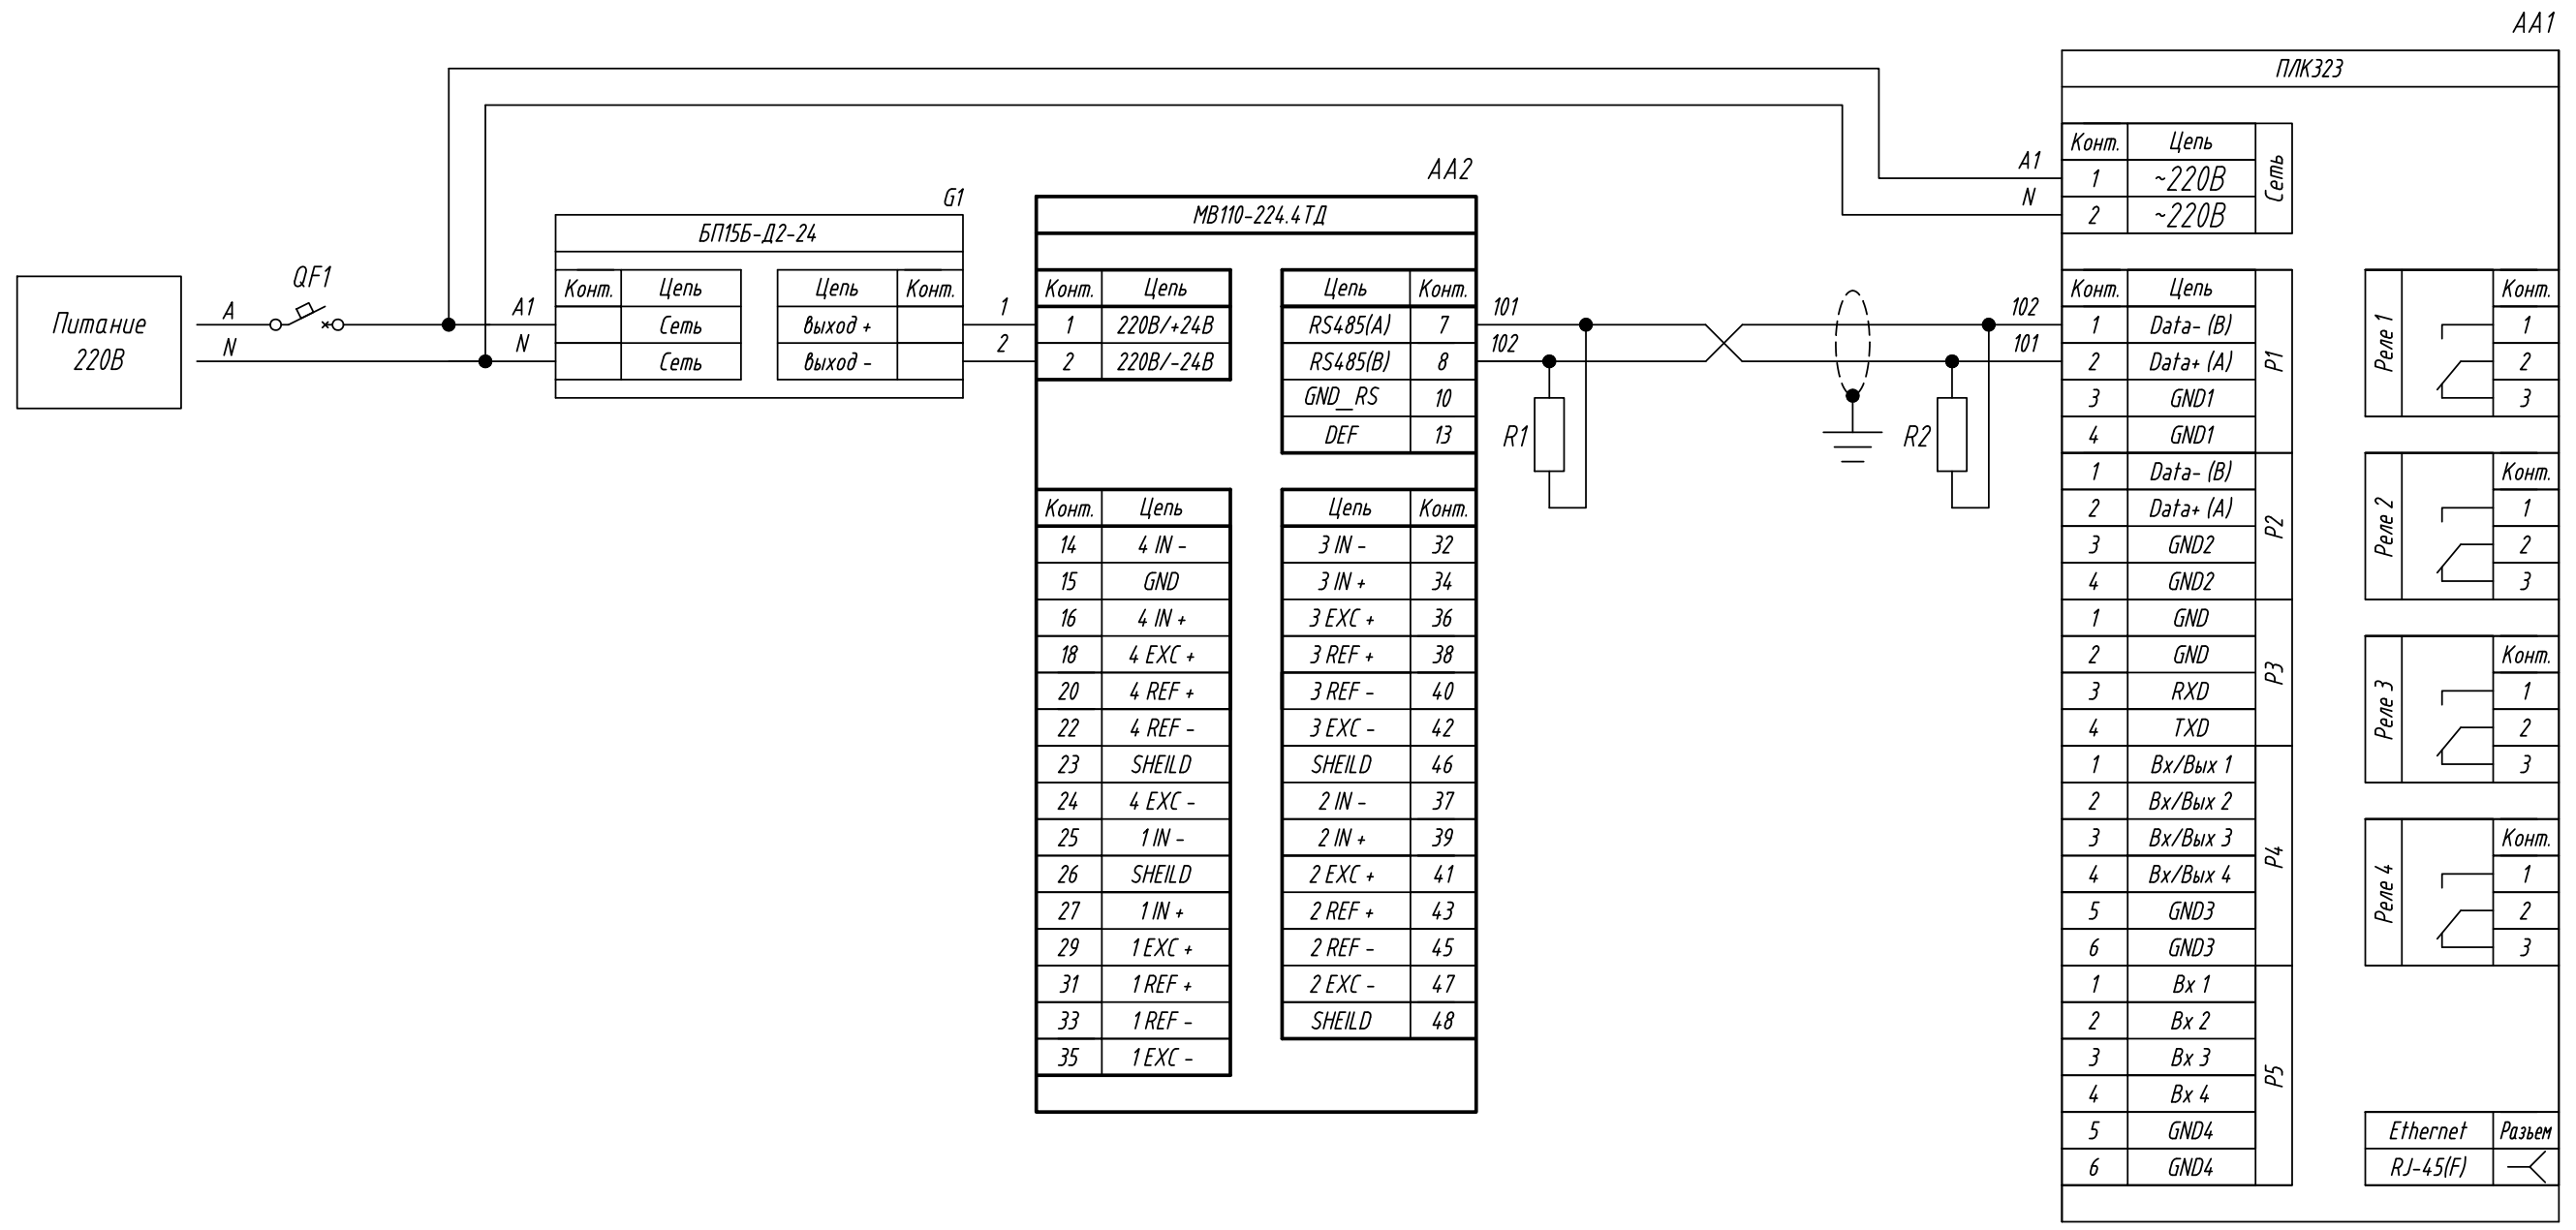 АА1
ПЛК323
Конт. Цепь Сеть
1 ~220В
2 ~220В
А1
N
Питание
220В
А
N
QF1
А1
N
G1
БП15Б-Д2-24
Конт. Цепь Цепь Конт.
Сеть выход +
Сеть выход -
1
2
АА2
МВ110-224.4ТД
Конт. Цепь
1 220В/+24В
2 220В/-24В
Цепь Конт.
RS485(A) 7
RS485(B) 8
GND_RS 10
DEF 13
Конт. Цепь
14 4 IN -
15 GND
16 4 IN +
18 4 EXC +
20 4 REF +
22 4 REF -
23 SHEILD
24 4 EXC -
25 1 IN -
26 SHEILD
27 1 IN +
29 1 EXC +
31 1 REF +
33 1 REF -
35 1 EXC -
Цепь Конт.
3 IN - 32
3 IN + 34
3 EXC + 36
3 REF + 38
3 REF - 40
3 EXC - 42
SHEILD 46
2 IN - 37
2 IN + 39
2 EXC + 41
2 REF + 43
2 REF - 45
2 EXC - 47
SHEILD 48
101
102
R1
R2
102
101
Конт. Цепь
P1
1 Data- (B)
2 Data+ (A)
3 GND1
4 GND1
P2
1 Data- (B)
2 Data+ (A)
3 GND2
4 GND2
P3
1 GND
2 GND
3 RXD
4 TXD
P4
1 Вх/Вых 1
2 Вх/Вых 2
3 Вх/Вых 3
4 Вх/Вых 4
5 GND3
6 GND3
P5
1 Вх 1
2 Вх 2
3 Вх 3
4 Вх 4
5 GND4
6 GND4
Реле 1
Конт.
1
2
3
Реле 2
Конт.
1
2
3
Реле 3
Конт.
1
2
3
Реле 4
Конт.
1
2
3
Ethernet Разьем
RJ-45(F)